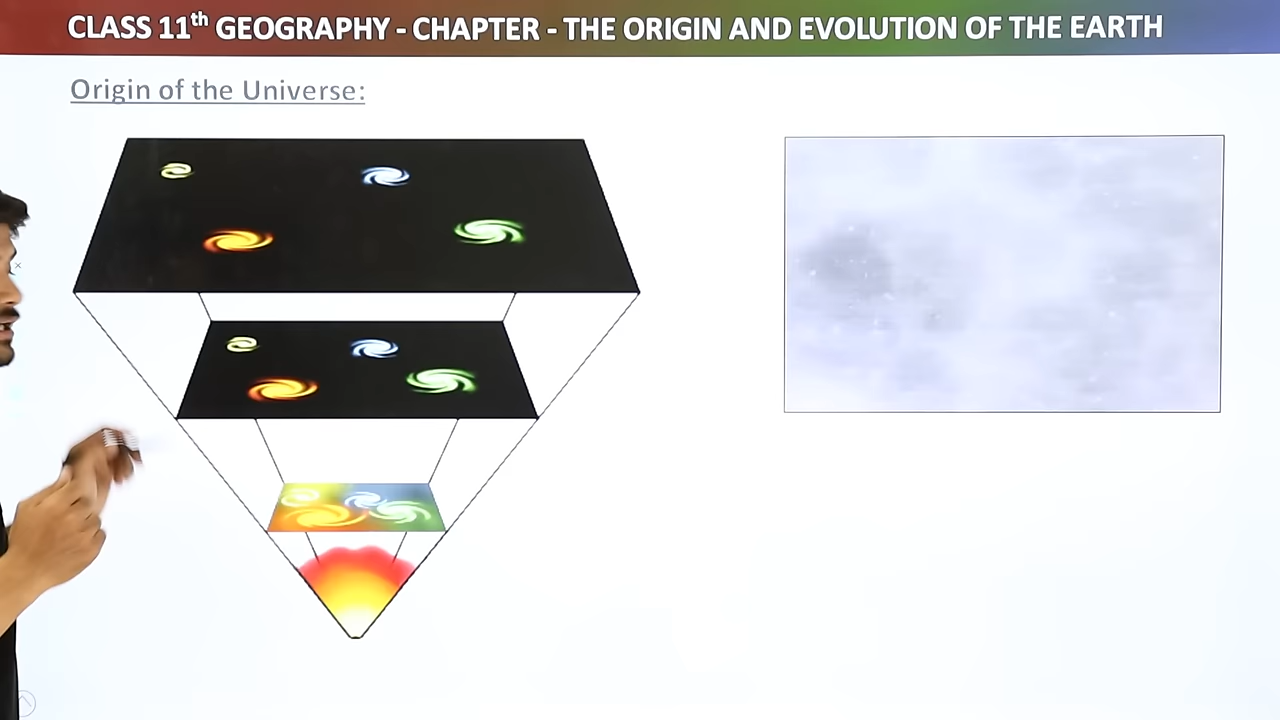 CLASS 11th GEOGRAPHY - CHAPTER - THE ORIGIN AND EVOLUTION OF THE EARTH
Origin of the Universe: